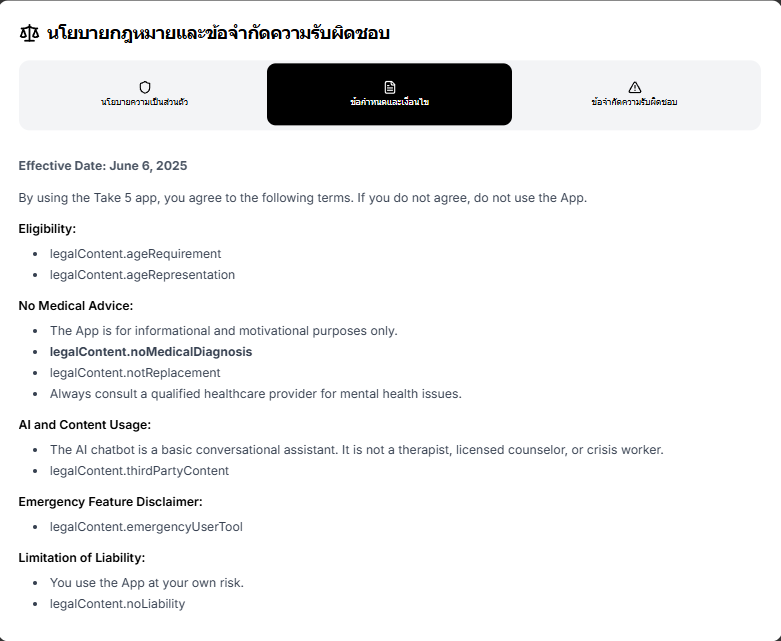 นโยบายกฎหมายและข้อจำกัดความรับผิดชอบ
นโยบายความเป็นส่วนตัว
ข้อกำหนดและเงื่อนไข
ข้อจำกัดความรับผิดชอบ
Effective Date: June 6, 2025
By using the Take 5 app, you agree to the following terms. If you do not agree, do not use the App.
Eligibility:
• legalContent.ageRequirement
• legalContent.ageRepresentation
No Medical Advice:
• The App is for informational and motivational purposes only.
• legalContent.noMedicalDiagnosis
• legalContent.notReplacement
• Always consult a qualified healthcare provider for mental health issues.
AI and Content Usage:
• The AI chatbot is a basic conversational assistant. It is not a therapist, licensed counselor, or crisis worker.
• legalContent.thirdPartyContent
Emergency Feature Disclaimer:
• legalContent.emergencyUserTool
Limitation of Liability:
• You use the App at your own risk.
• legalContent.noLiability